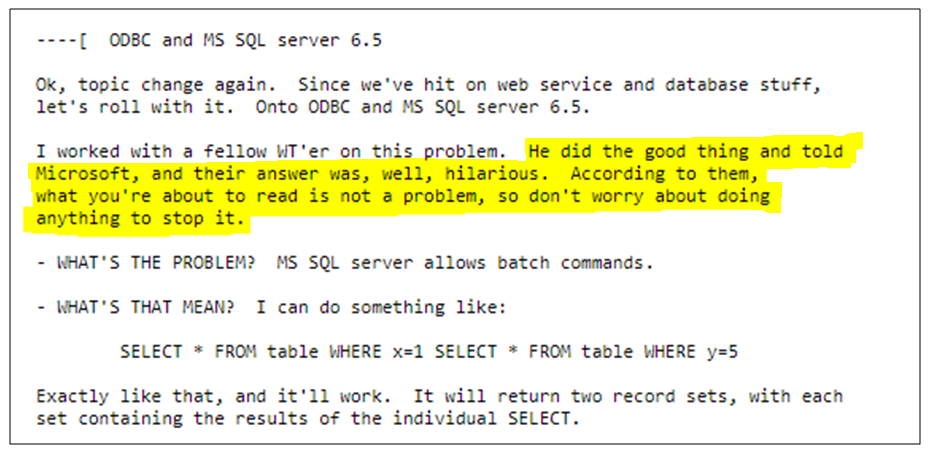 ----[  ODBC and MS SQL server 6.5
Ok, topic change again.  Since we've hit on web service and database stuff,
let's roll with it.  Onto ODBC and MS SQL server 6.5.
I worked with a fellow WT'er on this problem.  He did the good thing and told
Microsoft, and their answer was, well, hilarious.  According to them,
what you're about to read is not a problem, so don't worry about doing
anything to stop it.
- WHAT'S THE PROBLEM?  MS SQL server allows batch commands.
- WHAT'S THAT MEAN?  I can do something like:
SELECT * FROM table WHERE x=1 SELECT * FROM table WHERE y=5
Exactly like that, and it'll work.  It will return two record sets, with each
set containing the results of the individual SELECT.